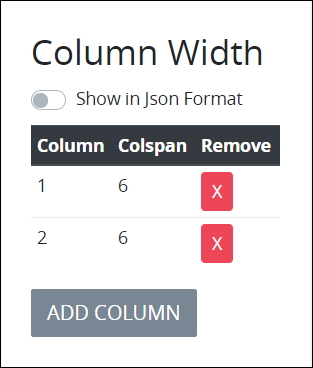 Column Width
Show in Json Format
Column Colspan Remove
1 6 X
2 6 X
ADD COLUMN